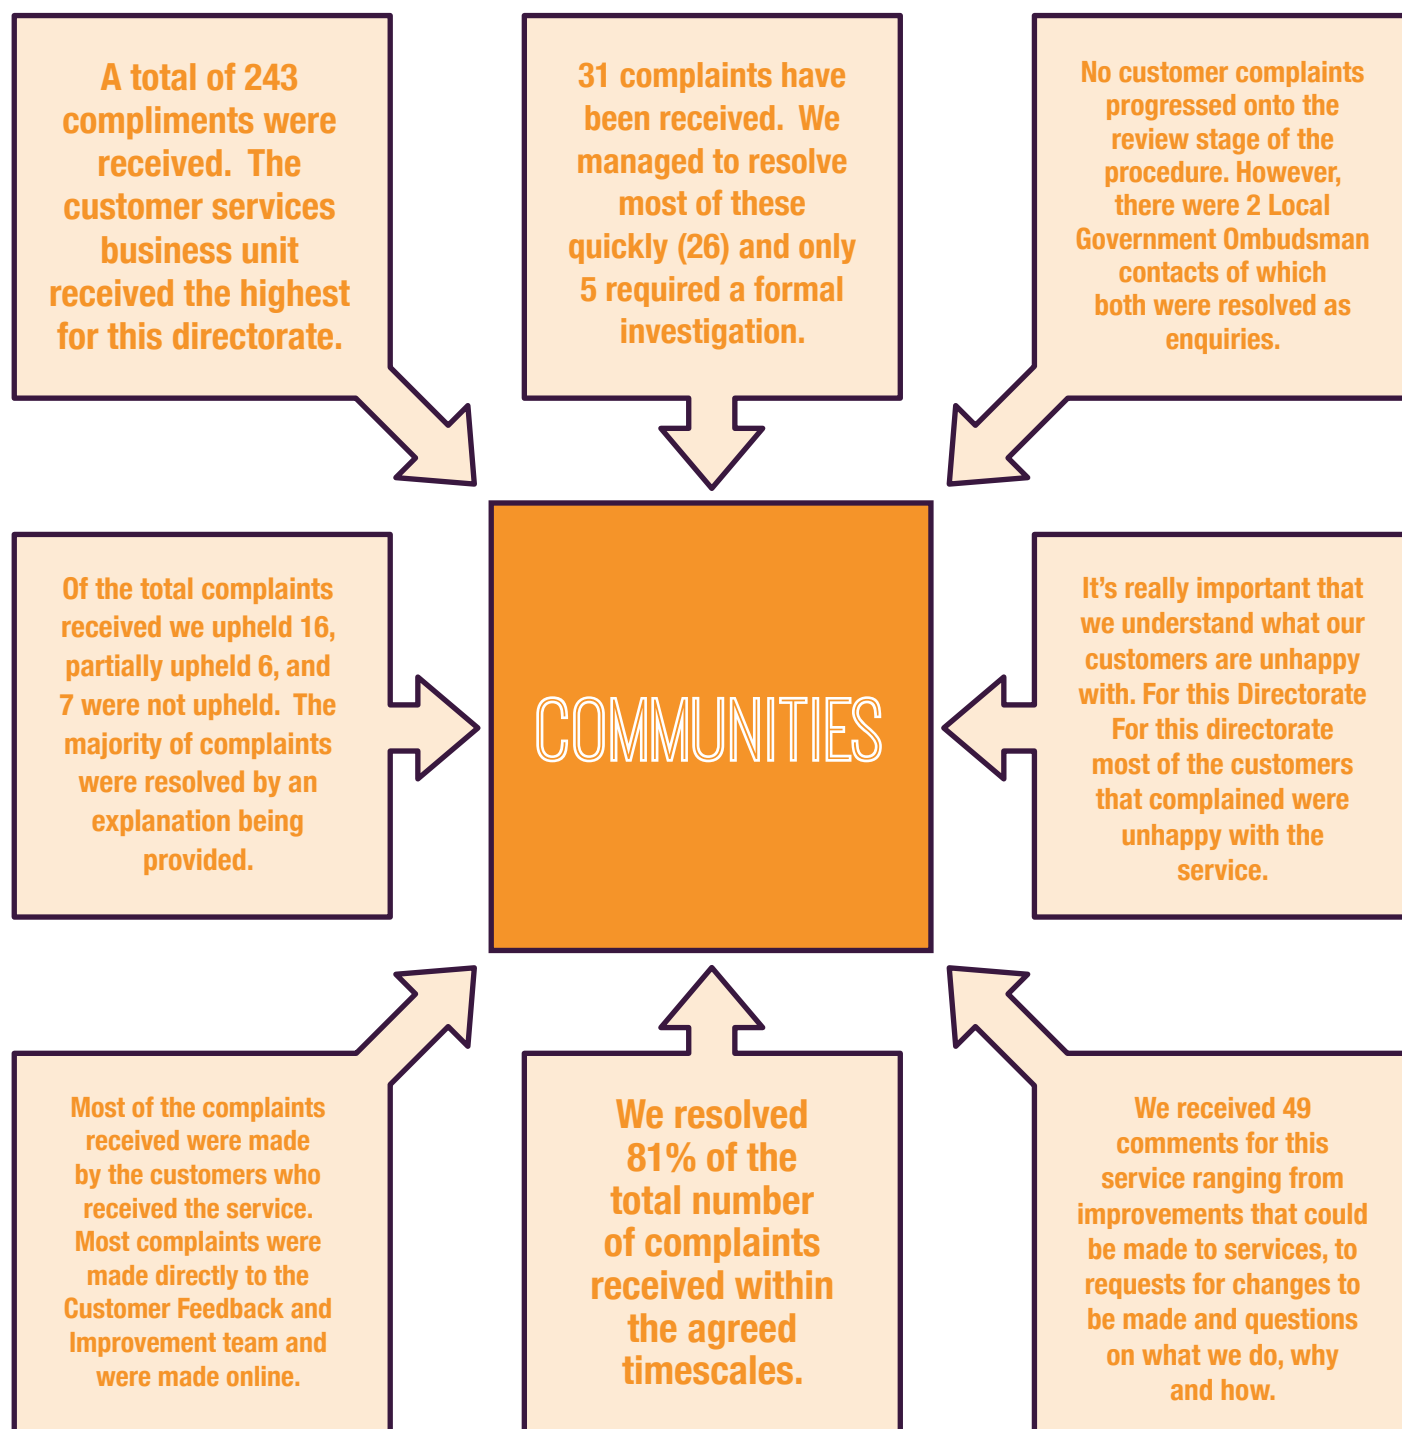 A total of 243
compliments were
received.  The
customer services
business unit
received the highest
for this directorate.
31 complaints have
been received.  We
managed to resolve
most of these
quickly (26) and only
5 required a formal
investigation.
No customer complaints
progressed onto the
review stage of the
procedure. However,
there were 2 Local
Government Ombudsman
contacts of which
both were resolved as
enquiries.
Of the total complaints
received we upheld 16,
partially upheld 6, and
7 were not upheld.  The
majority of complaints
were resolved by an
explanation being
provided.
COMMUNITIES
It’s really important that
we understand what our
customers are unhappy
with. For this Directorate
For this directorate
most of the customers
that complained were
unhappy with the
service.
Most of the complaints
received were made
by the customers who
received the service.
Most complaints were
made directly to the
Customer Feedback and
Improvement team and
were made online.
We resolved
81% of the
total number
of complaints
received within
the agreed
timescales.
We received 49
comments for this
service ranging from
improvements that could
be made to services, to
requests for changes to
be made and questions
on what we do, why
and how.